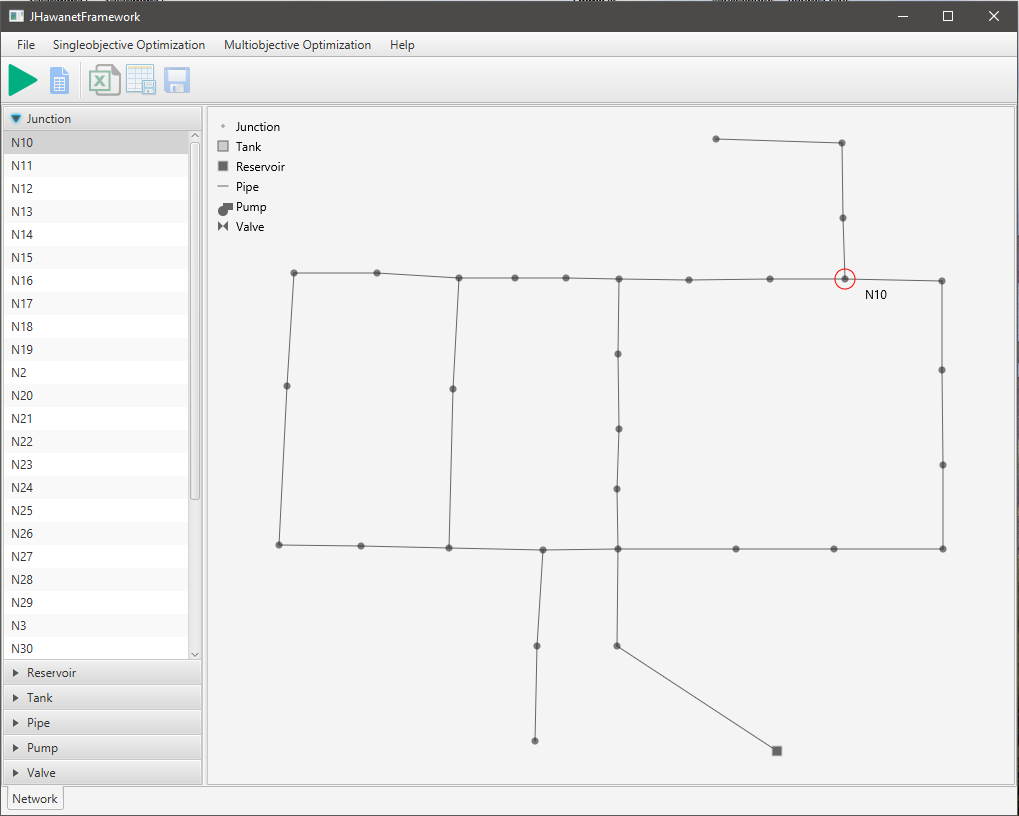 JHawanetFramework
File Singleobjective Optimization Multiobjective Optimization Help
Junction
N10
N11
N12
N13
N14
N15
N16
N17
N18
N19
N2
N20
N21
N22
N23
N24
N25
N26
N27
N28
N29
N3
N30
Reservoir
Tank
Pipe
Pump
Valve
Junction
Tank
Reservoir
Pipe
Pump
Valve
N10
Network